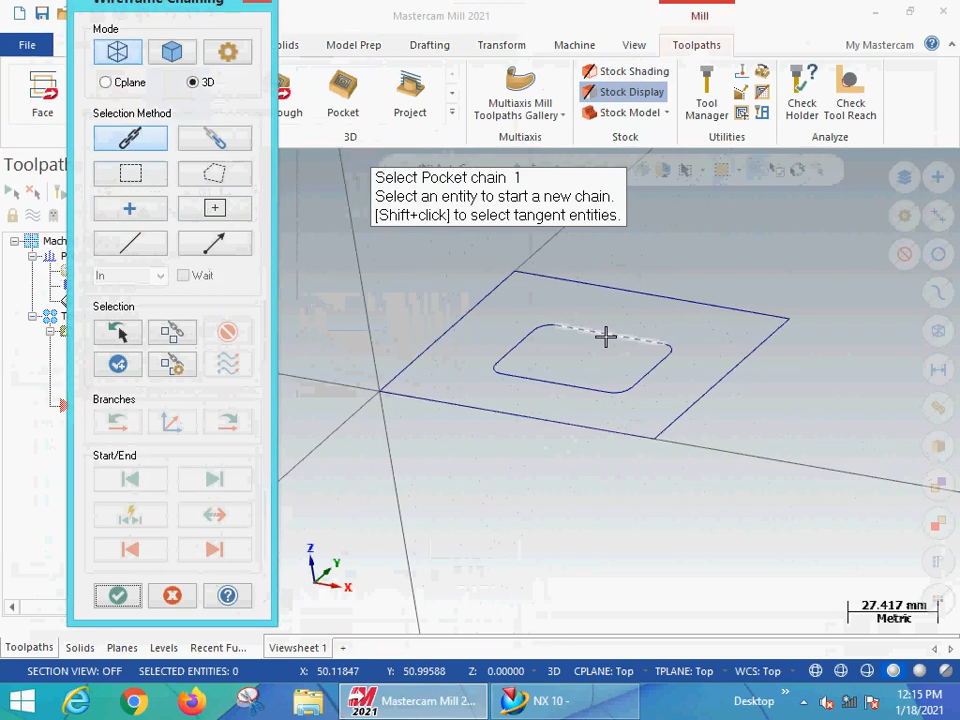 Wireframe Chaining
Mastercam Mill 2021
Mill
File
olids
Model Prep
Drafting
Transform
Machine
View
Toolpaths
My Mastercam
Mode
Cplane
3D
Selection Method
In
Wait
Selection
Branches
Start/End
Face
ough
Pocket
Project
3D
Multiaxis Mill
Toolpaths Gallery
Multiaxis
Stock Shading
Stock Display
Stock Model
Stock
Tool
Manager
Utilities
Check
Holder
Check
Tool Reach
Analyze
Toolpaths
Mach
P
T
Select Pocket chain 1
Select an entity to start a new chain.
[Shift+click] to select tangent entities.
Z
Y
X
27.417 mm
Metric
Toolpaths
Solids
Planes
Levels
Recent Fu...
Viewsheet 1
+
SECTION VIEW: OFF
SELECTED ENTITIES: 0
X: 50.11847
Y: 50.99588
Z: 0.00000
3D
CPLANE: Top
TPLANE: Top
WCS: Top
2021
Mastercam Mill 2...
NX 10 -
Desktop
12:15 PM
1/18/2021